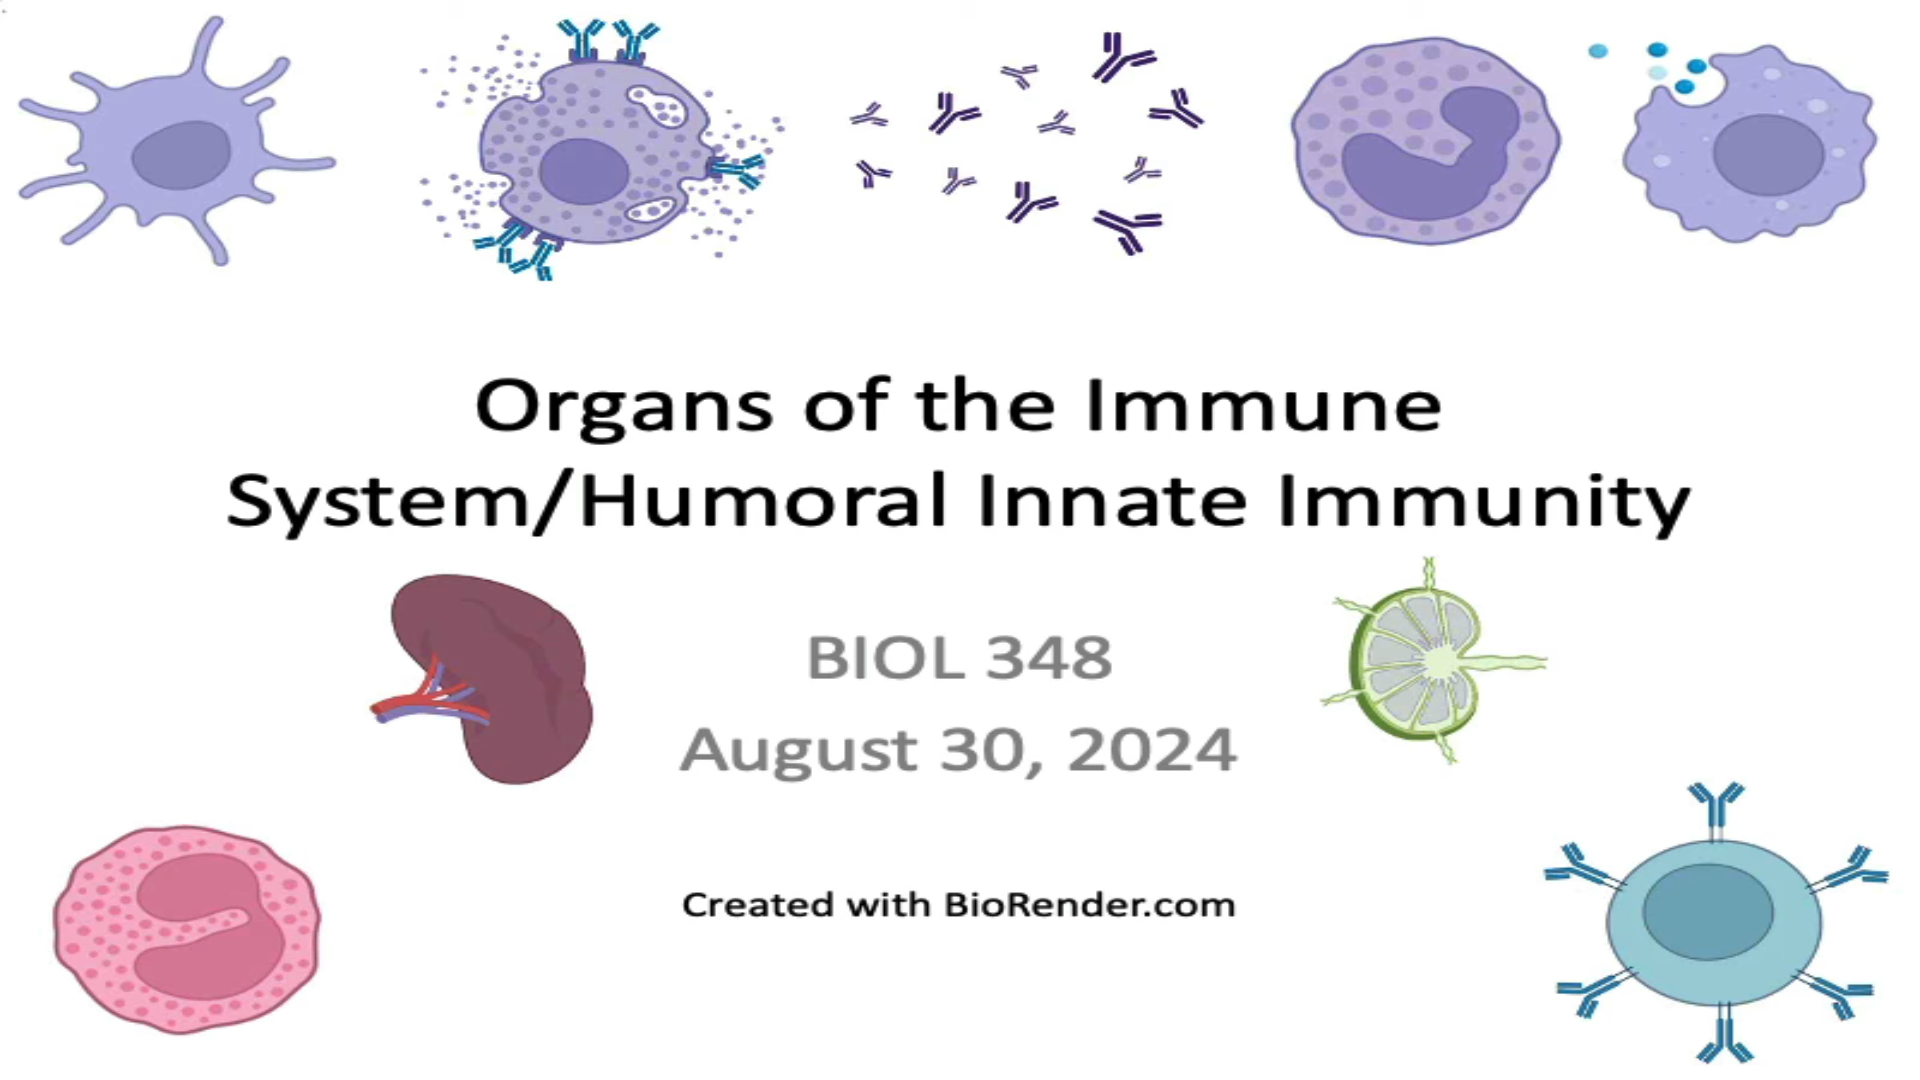 Organs of the Immune
System/Humoral Innate Immunity
BIOL 348
August 30, 2024
Created with BioRender.com